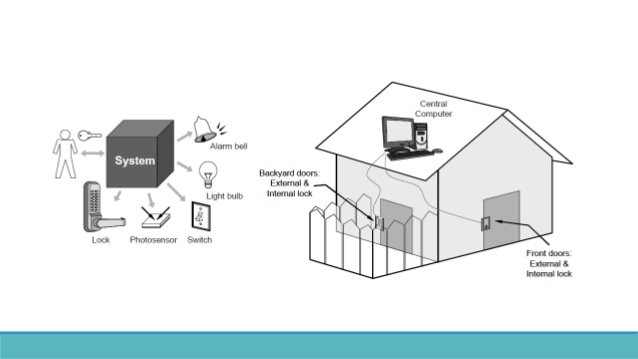 System
Alarm bell
Light bulb
Lock
Photosensor
Switch
Central
Computer
Backyard doors:
External &
Internal lock
Front doors:
External &
Internal lock